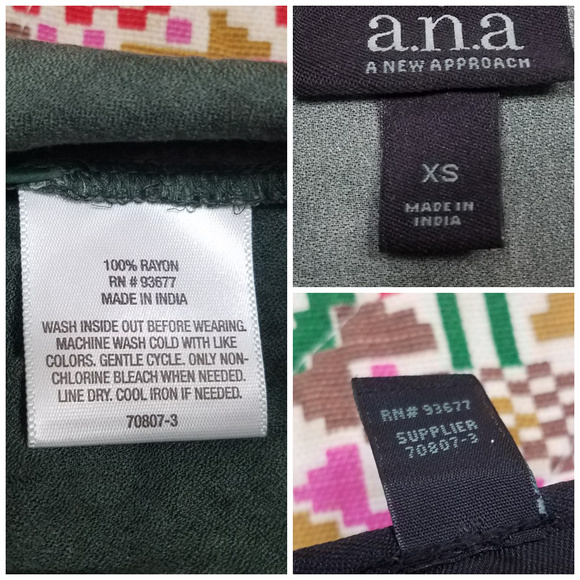 100% RAYON
RN # 93677
MADE IN INDIA
WASH INSIDE OUT BEFORE WEARING.
MACHINE WASH COLD WITH LIKE
COLORS. GENTLE CYCLE. ONLY NON-
CHLORINE BLEACH WHEN NEEDED.
LINE DRY. COOL IRON IF NEEDED.
70807-3
a.n.a
A NEW APPROACH
XS
MADE IN
INDIA
RN# 93677
SUPPLIER
70807-3